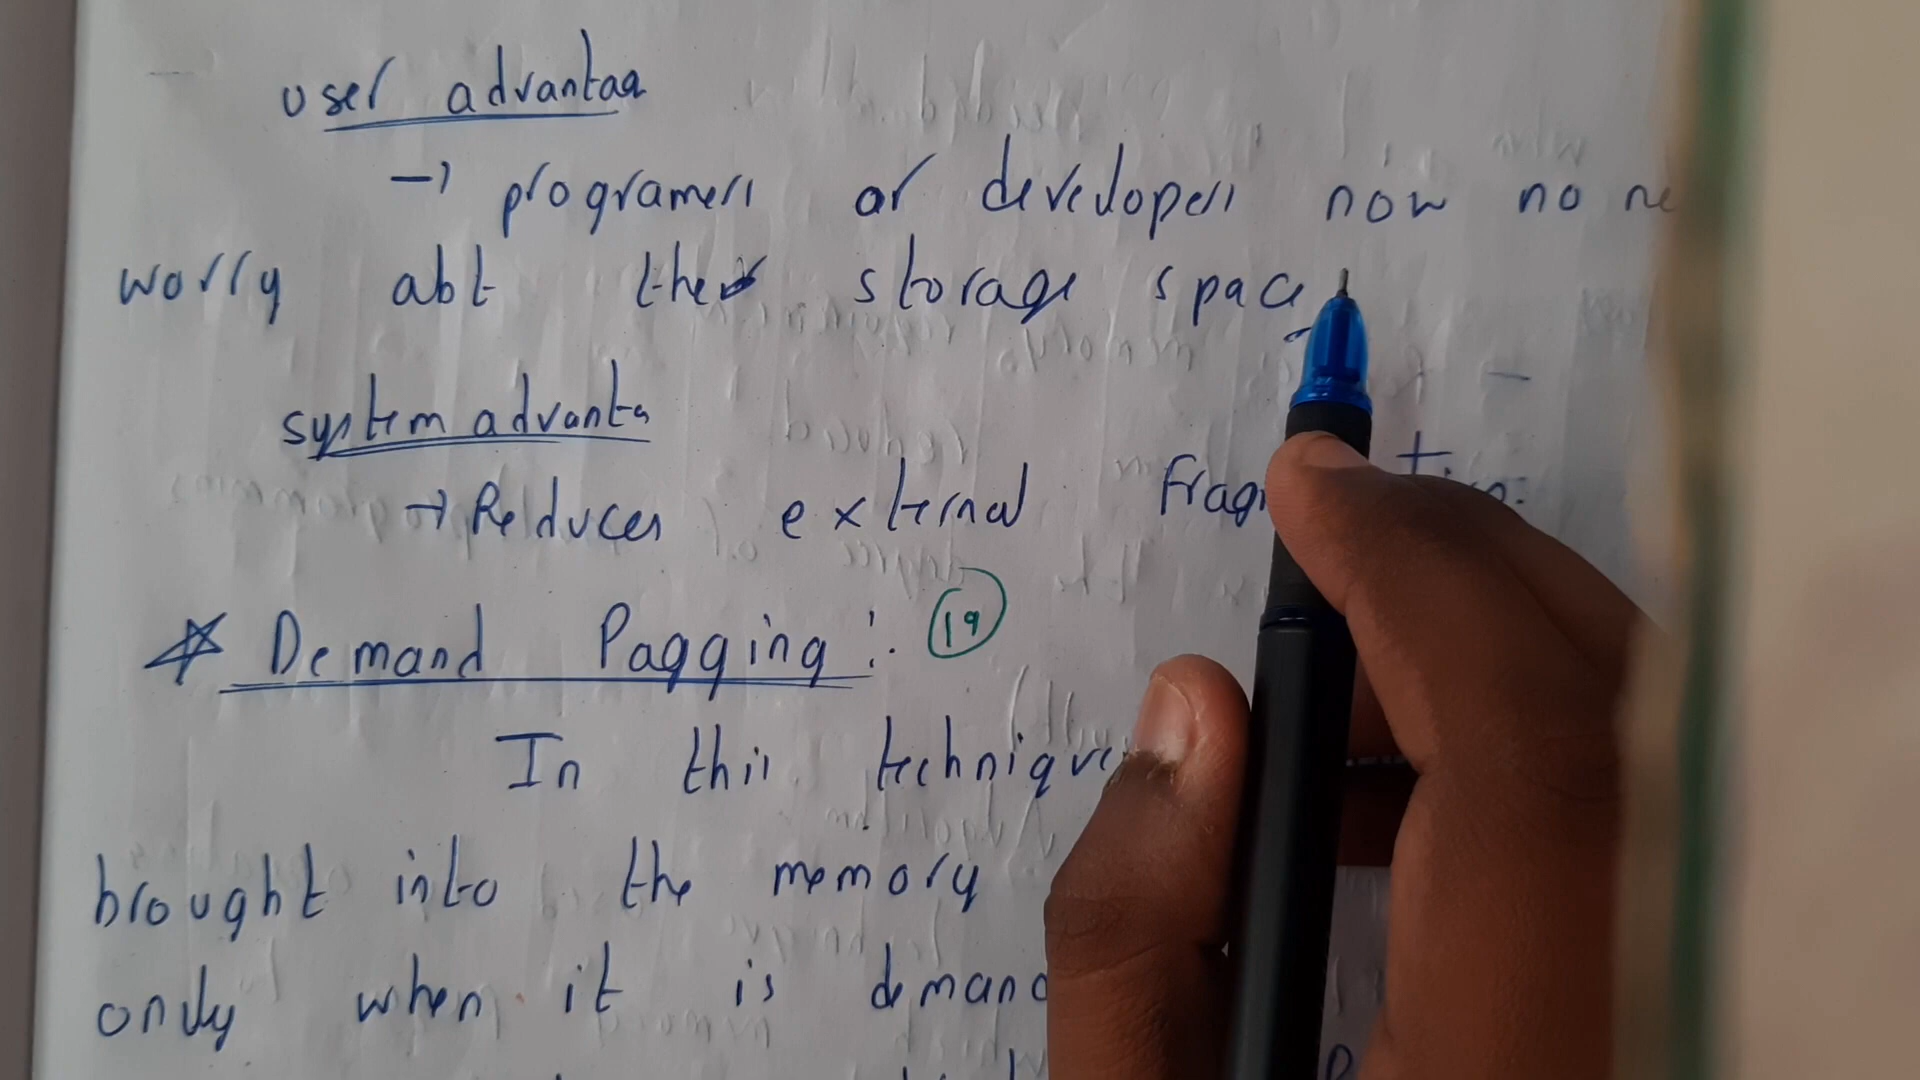 user advantaa
→ programers or developers now no ne
worry abt the storage space
system advanta
→ Reduces external Frag
* Demand Pagging :- 19
In this technique
brought into the memory
only when it is demand